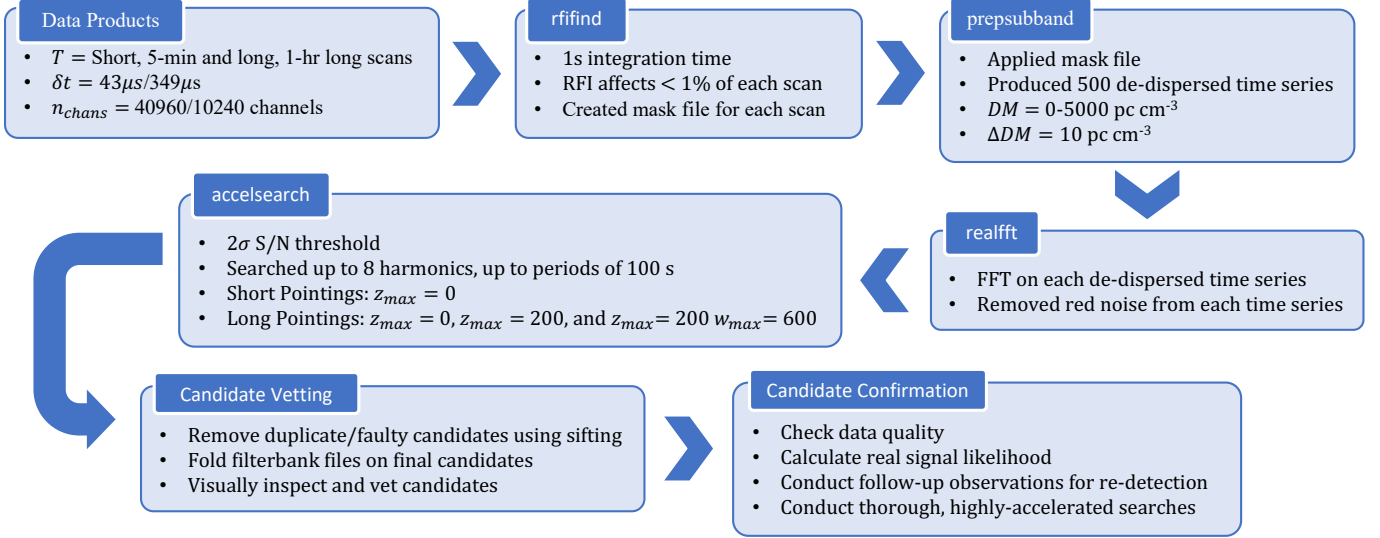 Data Products
• T = Short, 5-min and long, 1-hr long scans
• δt = 43μs/349μs
• n_chans = 40960/10240 channels
rfifind
• 1s integration time
• RFI affects < 1% of each scan
• Created mask file for each scan
prepsubband
• Applied mask file
• Produced 500 de-dispersed time series
• DM = 0-5000 pc cm⁻³
• ΔDM = 10 pc cm⁻³
realfft
• FFT on each de-dispersed time series
• Removed red noise from each time series
accelsearch
• 2σ S/N threshold
• Searched up to 8 harmonics, up to periods of 100 s
• Short Pointings: z_max = 0
• Long Pointings: z_max = 0, z_max = 200, and z_max= 200 w_max= 600
Candidate Vetting
• Remove duplicate/faulty candidates using sifting
• Fold filterbank files on final candidates
• Visually inspect and vet candidates
Candidate Confirmation
• Check data quality
• Calculate real signal likelihood
• Conduct follow-up observations for re-detection
• Conduct thorough, highly-accelerated searches